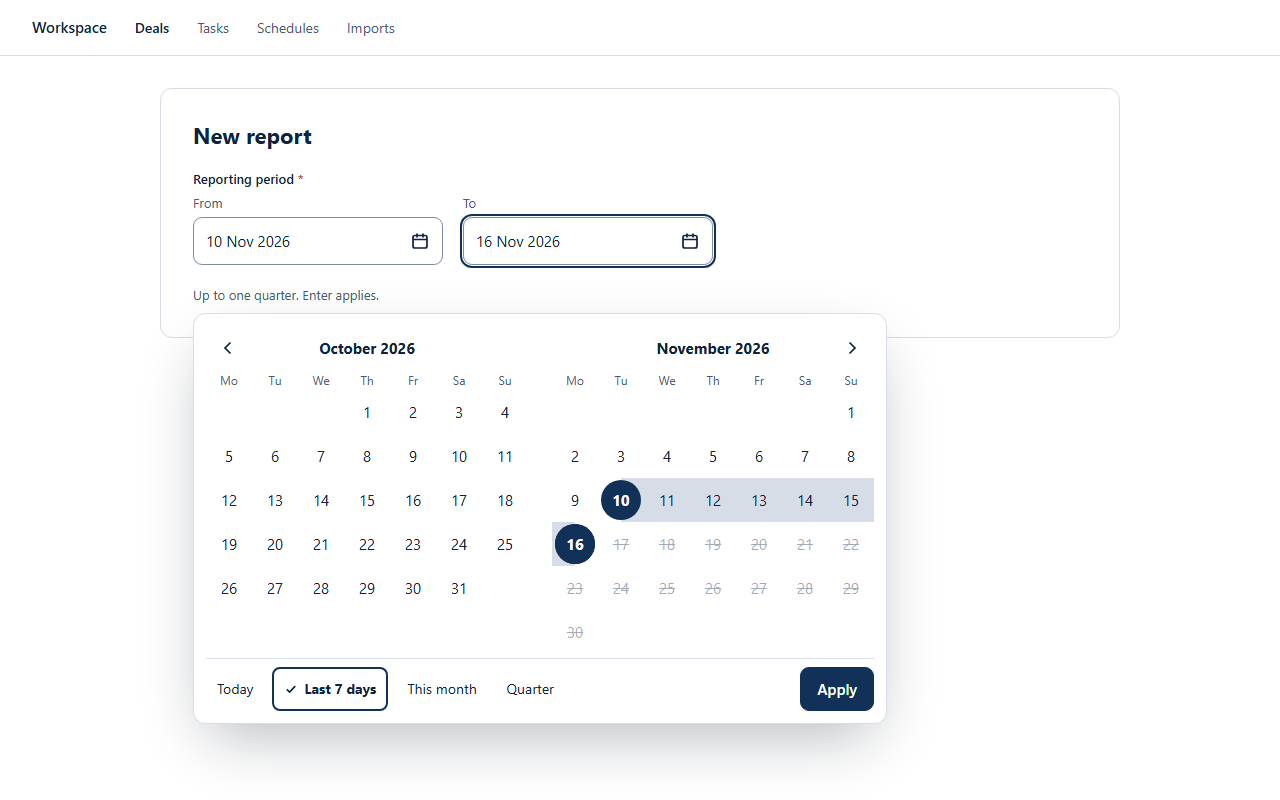 Workspace Deals Tasks Schedules Imports
New report
Reporting period *
From To
10 Nov 2026 16 Nov 2026
Up to one quarter. Enter applies.
October 2026 November 2026
Mo Tu We Th Fr Sa Su Mo Tu We Th Fr Sa Su
1 2 3 4 1
5 6 7 8 9 10 11 2 3 4 5 6 7 8
12 13 14 15 16 17 18 9 10 11 12 13 14 15
19 20 21 22 23 24 25 16 17 18 19 20 21 22
26 27 28 29 30 31 23 24 25 26 27 28 29
30
Today Last 7 days This month Quarter Apply